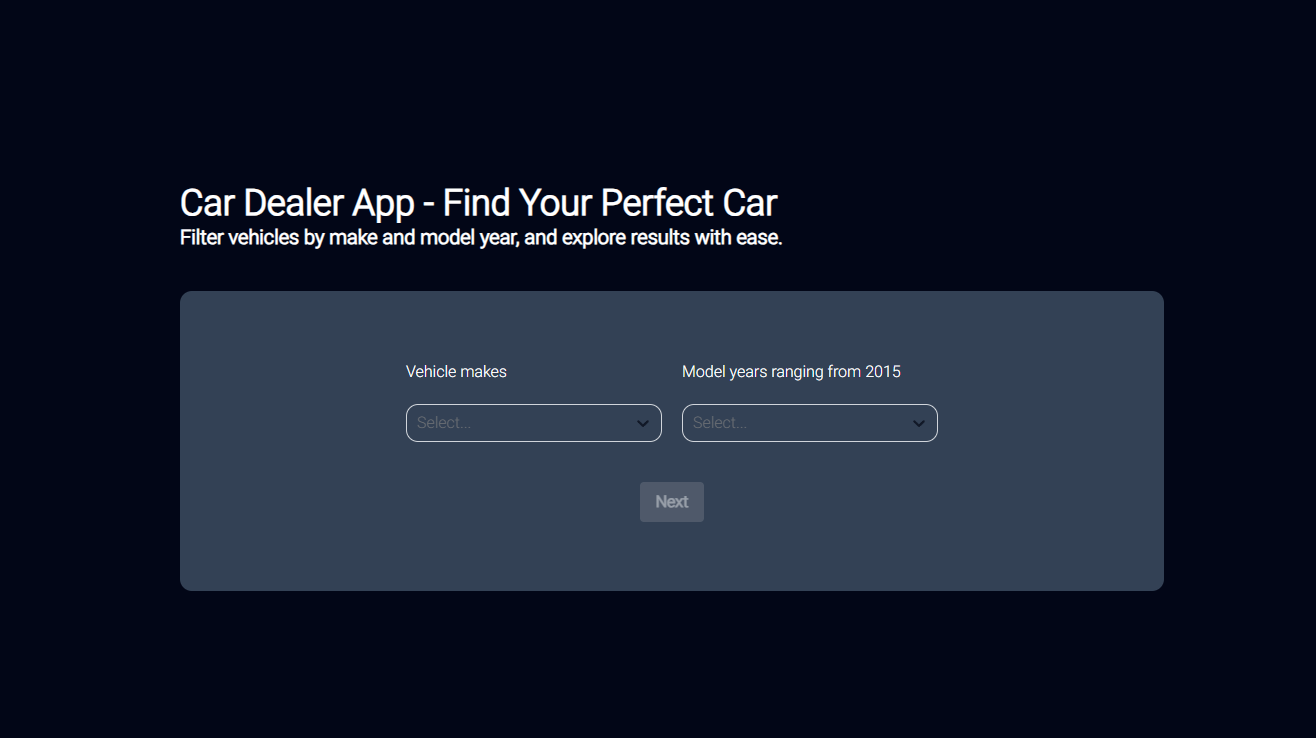 Car Dealer App - Find Your Perfect Car
Filter vehicles by make and model year, and explore results with ease.
Vehicle makes
Model years ranging from 2015
Select...
Select...
Next